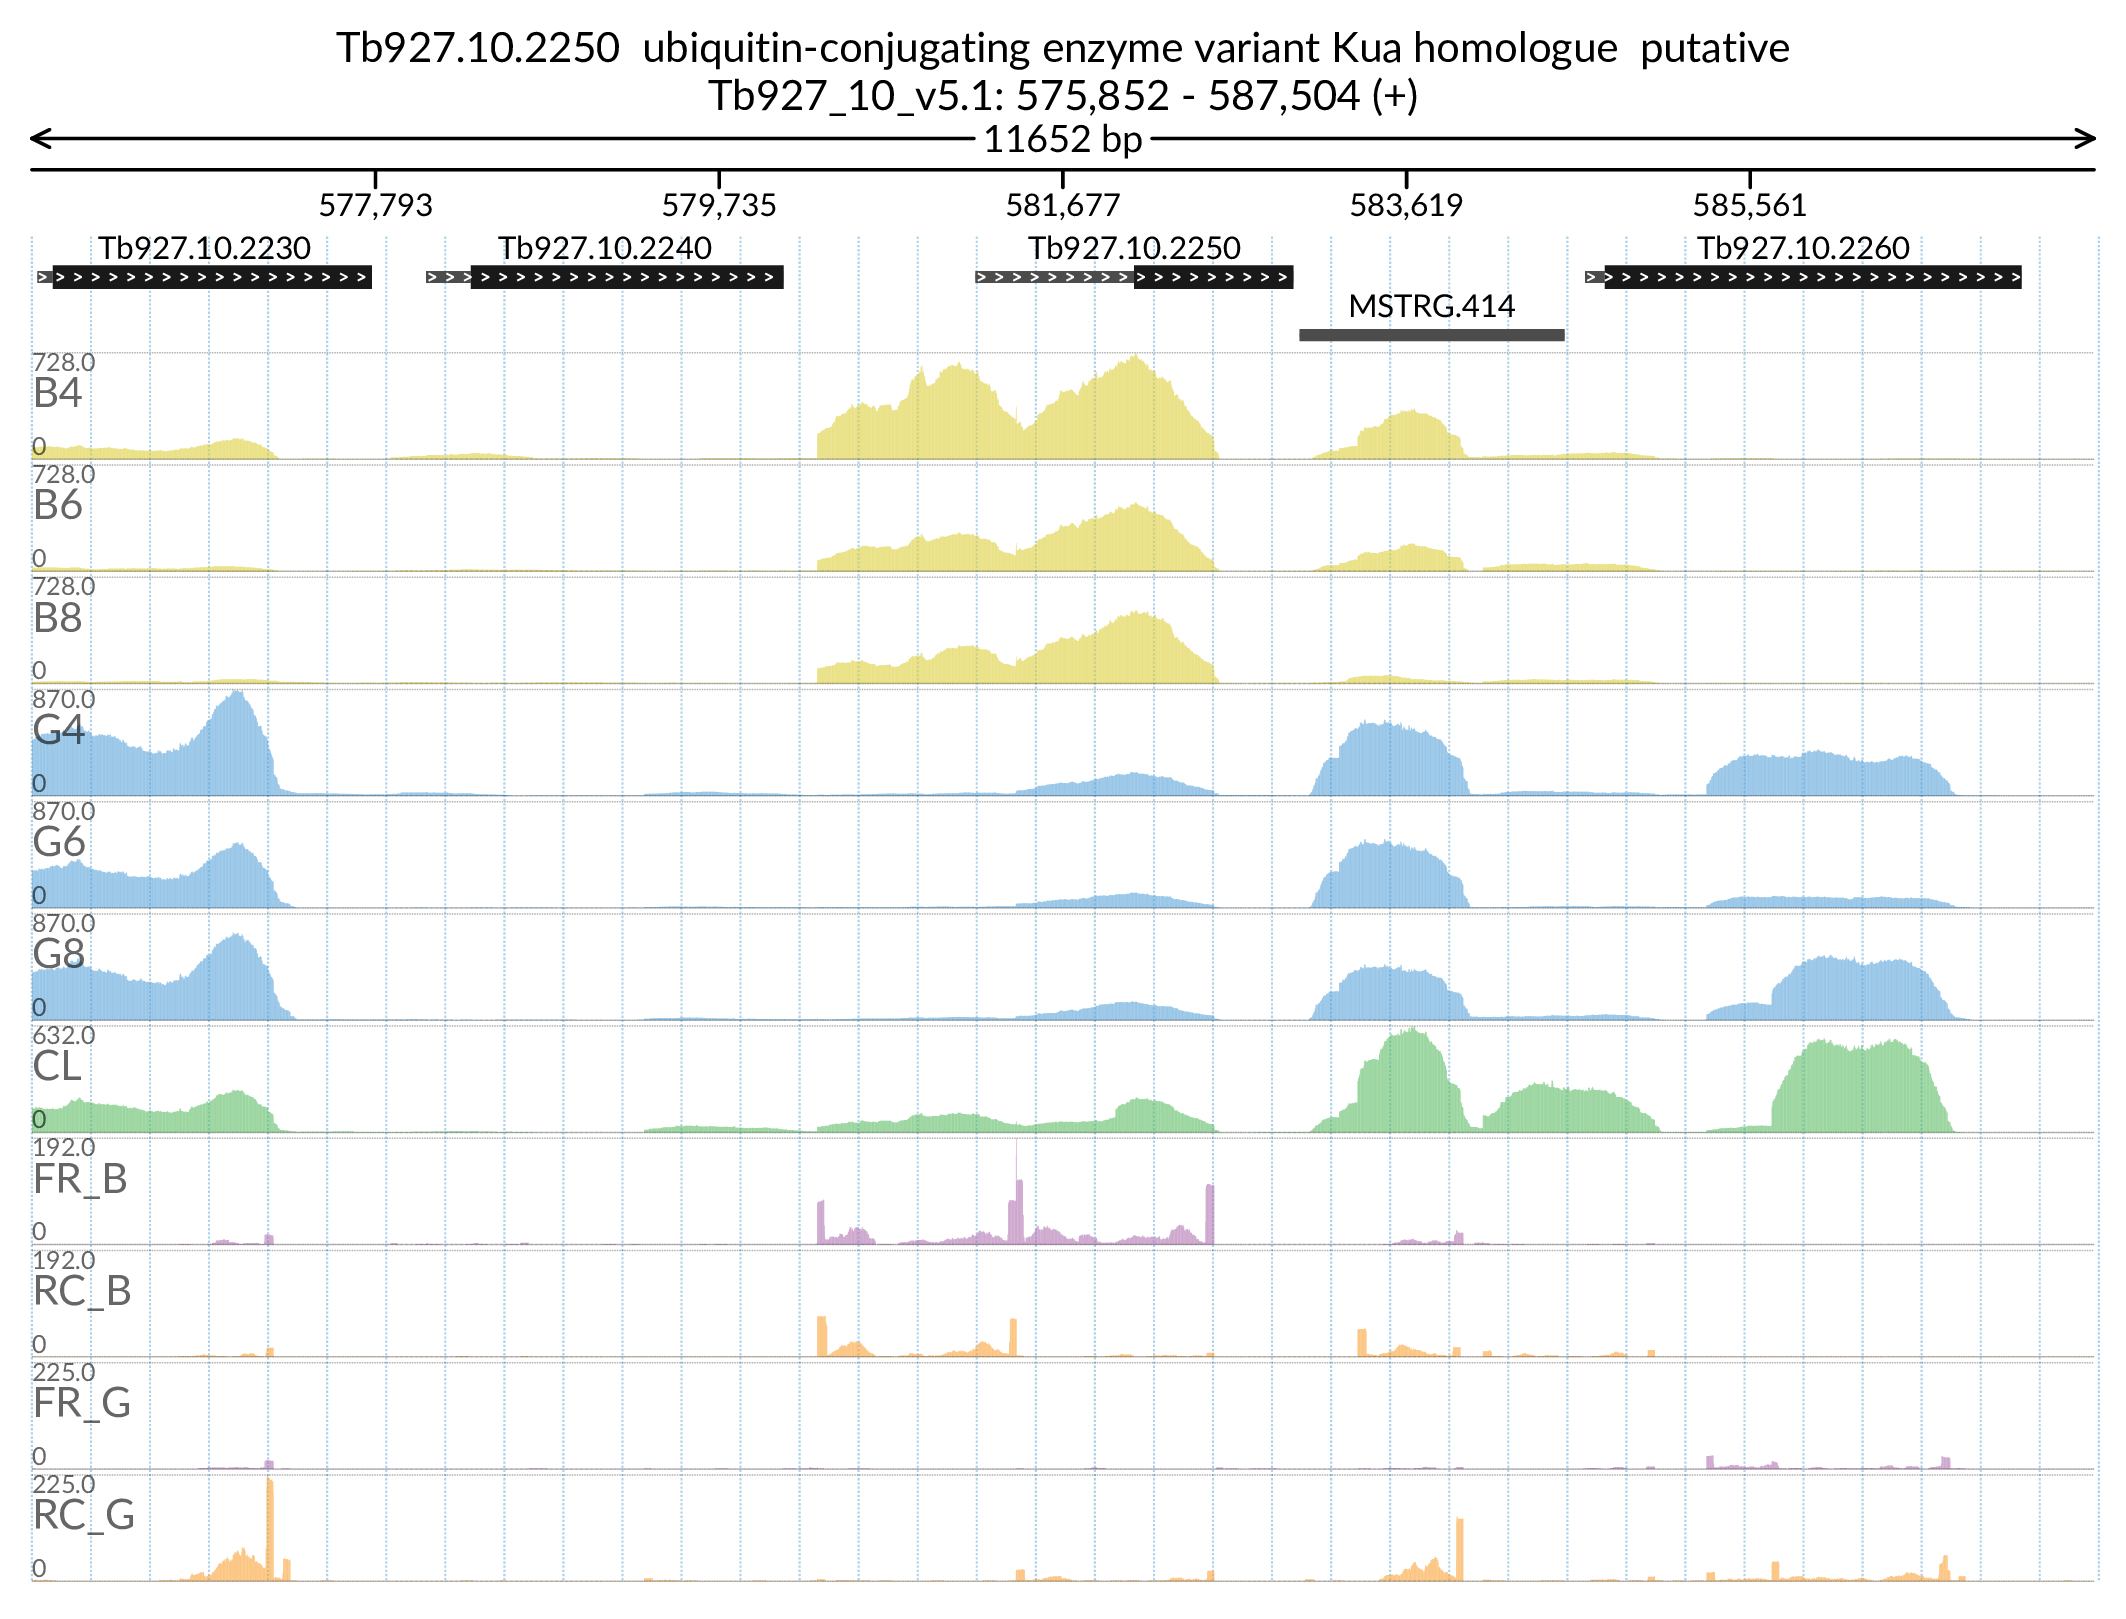 Tb927.10.2250 ubiquitin-conjugating enzyme variant Kua homologue putative
Tb927_10_v5.1: 575,852 - 587,504 (+)
11652 bp
577,793 579,735 581,677 583,619 585,561
Tb927.10.2230 Tb927.10.2240 Tb927.10.2250 Tb927.10.2260
MSTRG.414
728.0
B4
0
728.0
B6
0
728.0
B8
0
870.0
G4
0
870.0
G6
0
870.0
G8
0
632.0
CL
0
192.0
FR_B
0
192.0
RC_B
0
225.0
FR_G
0
225.0
RC_G
0